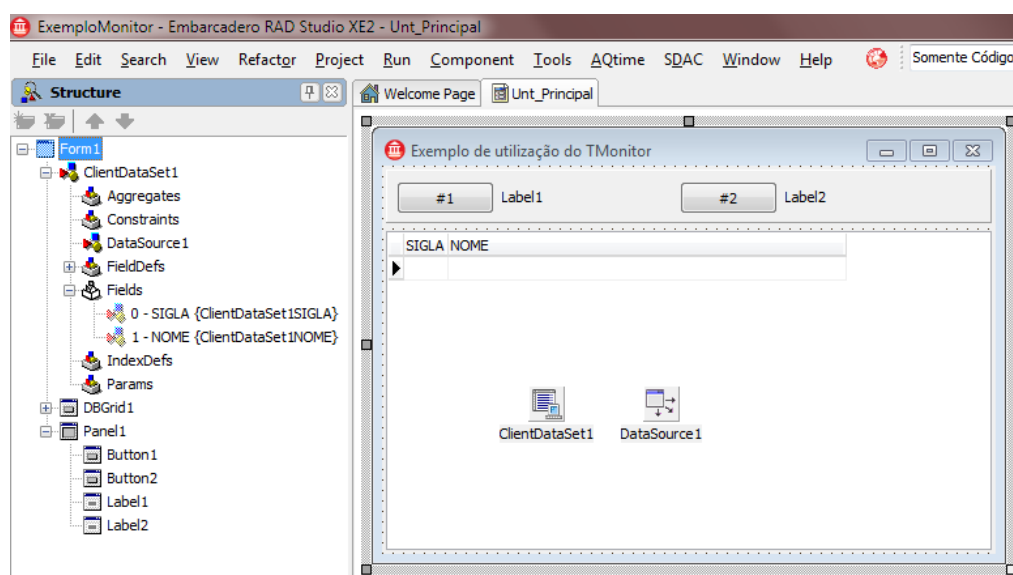 ExemploMonitor - Embarcadero RAD Studio XE2 - Unt_Principal
File Edit Search View Refactor Project Run Component Tools AQtime SDAC Window Help Somente Código
Structure
Welcome Page Unt_Principal
Form1
ClientDataSet1
Aggregates
Constraints
DataSource1
FieldDefs
Fields
0 - SIGLA {ClientDataSet1SIGLA}
1 - NOME {ClientDataSet1NOME}
IndexDefs
Params
DBGrid1
Panel1
Button1
Button2
Label1
Label2
Exemplo de utilização do TMonitor
#1 Label1 #2 Label2
SIGLA NOME
ClientDataSet1 DataSource1